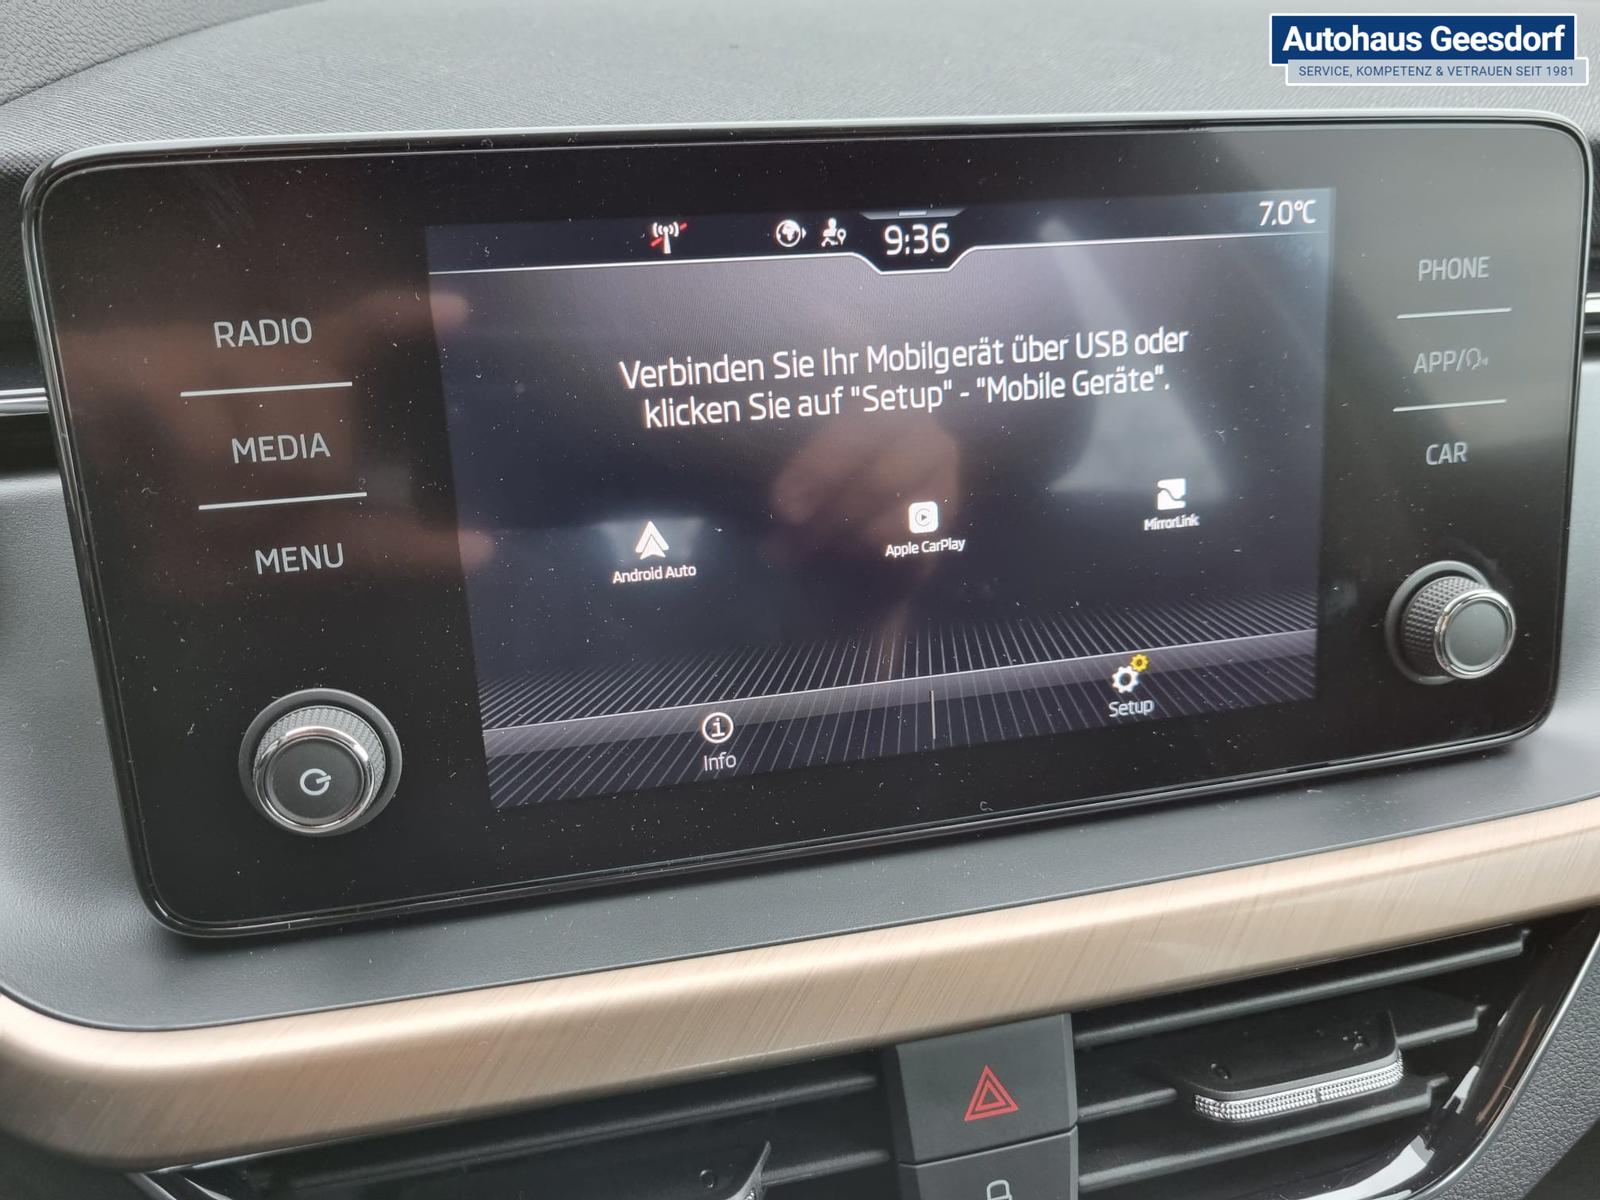 Autohaus Geesdorf
SERVICE, KOMPETENZ & VETRAUEN SEIT 1981
9:36
7.0°C
RADIO
MEDIA
MENU
Verbinden Sie Ihr Mobilgerät über USB oder
klicken Sie auf "Setup" - "Mobile Geräte".
Android Auto
Apple CarPlay
MirrorLink
Info
Setup
PHONE
APP/
CAR